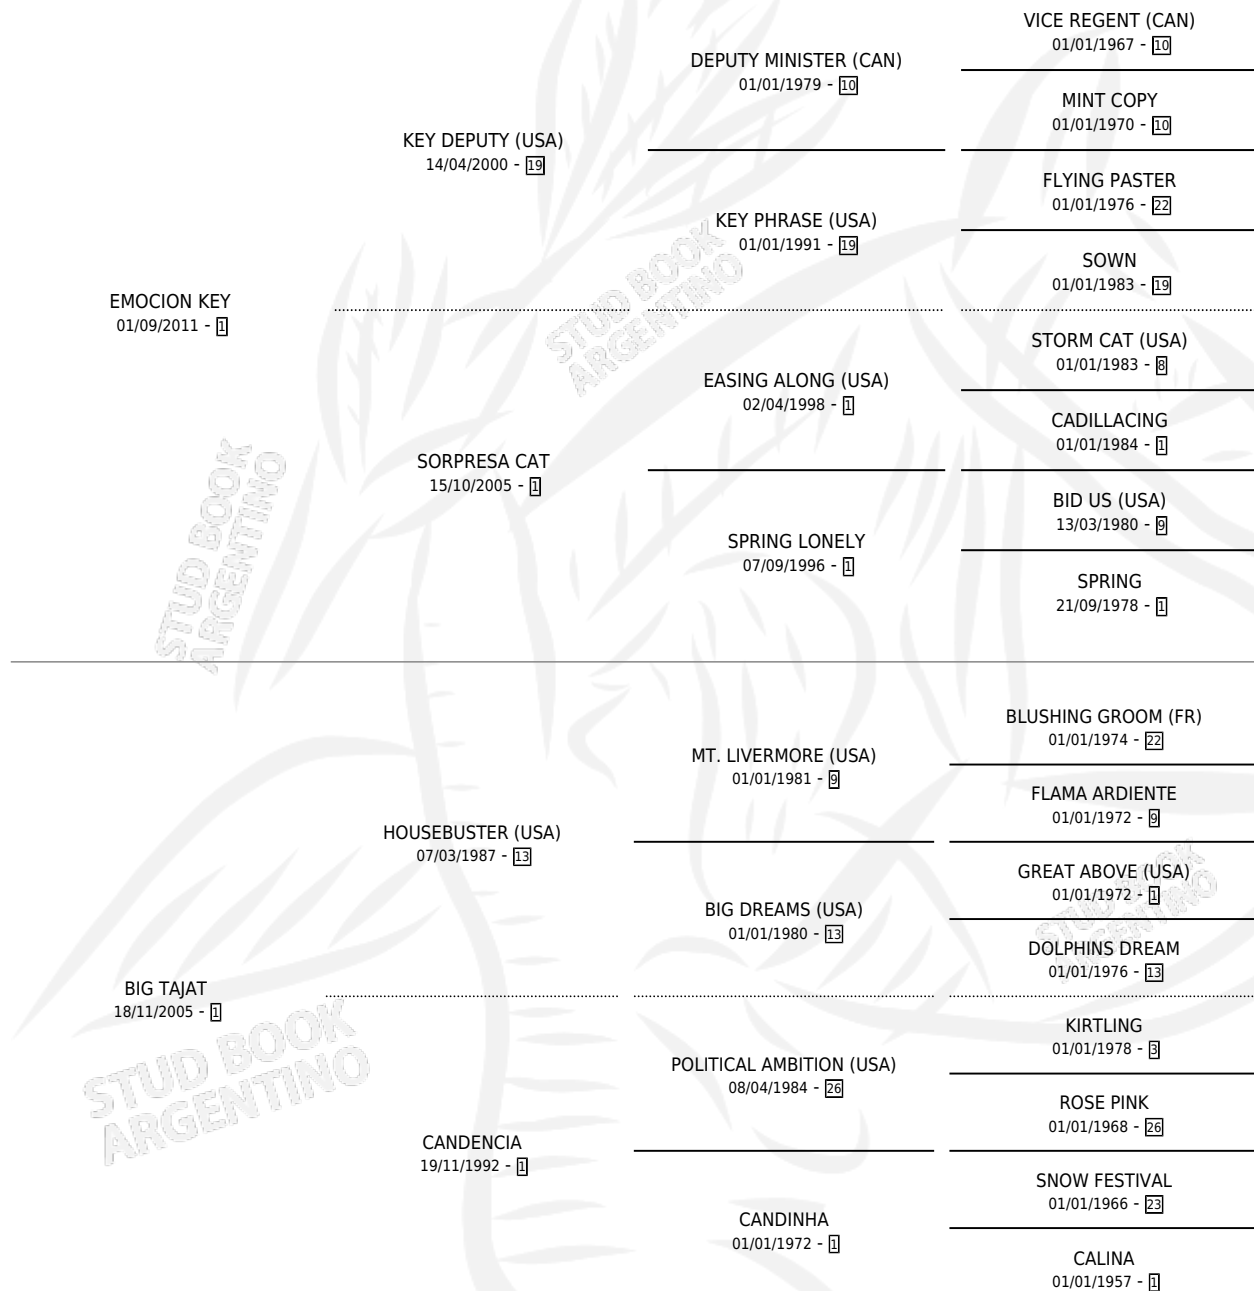 VICE REGENT (CAN)
01/01/1967 - 10
DEPUTY MINISTER (CAN)
01/01/1979 - 10
MINT COPY
01/01/1970 - 10
KEY DEPUTY (USA)
14/04/2000 - 19
FLYING PASTER
01/01/1976 - 22
KEY PHRASE (USA)
01/01/1991 - 19
SOWN
01/01/1983 - 19
EMOCION KEY
01/09/2011 - 1
STORM CAT (USA)
01/01/1983 - 8
EASING ALONG (USA)
02/04/1998 - 1
CADILLACING
01/01/1984 - 1
SORPRESA CAT
15/10/2005 - 1
BID US (USA)
13/03/1980 - 9
SPRING LONELY
07/09/1996 - 1
SPRING
21/09/1978 - 1
BLUSHING GROOM (FR)
01/01/1974 - 22
MT. LIVERMORE (USA)
01/01/1981 - 9
FLAMA ARDIENTE
01/01/1972 - 9
HOUSEBUSTER (USA)
07/03/1987 - 13
GREAT ABOVE (USA)
01/01/1972 - 1
BIG DREAMS (USA)
01/01/1980 - 13
DOLPHINS DREAM
01/01/1976 - 13
BIG TAJAT
18/11/2005 - 1
KIRTLING
01/01/1978 - 3
POLITICAL AMBITION (USA)
08/04/1984 - 26
ROSE PINK
01/01/1968 - 26
CANDENCIA
19/11/1992 - 1
SNOW FESTIVAL
01/01/1966 - 23
CANDINHA
01/01/1972 - 1
CALINA
01/01/1957 - 1
STUD BOOK
ARGENTINO
STUD BOOK
ARGENTINO
STUD BOOK
ARGENTINO
STUD BOOK
ARGENTINO